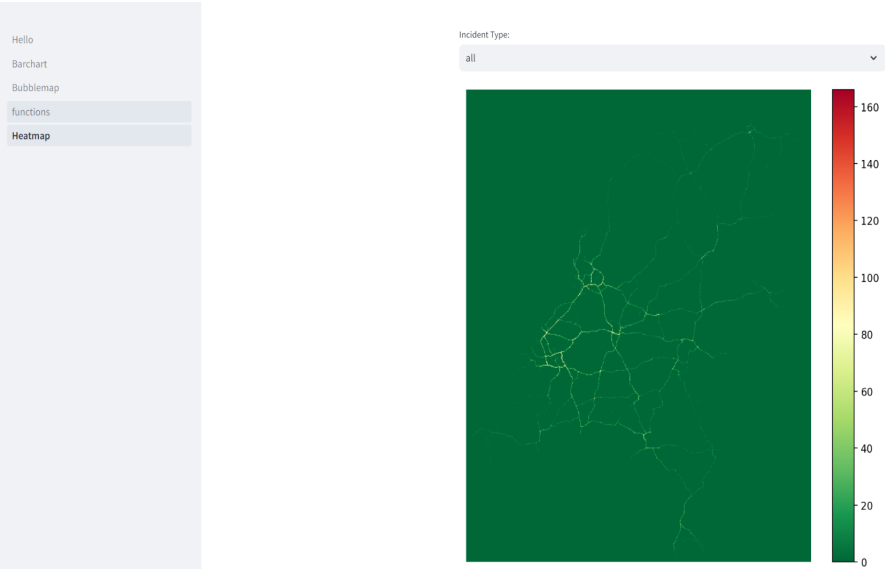 Hello
Barchart
Bubblemap
functions
Heatmap
Incident Type:
all
160
140
120
100
80
60
40
20
0